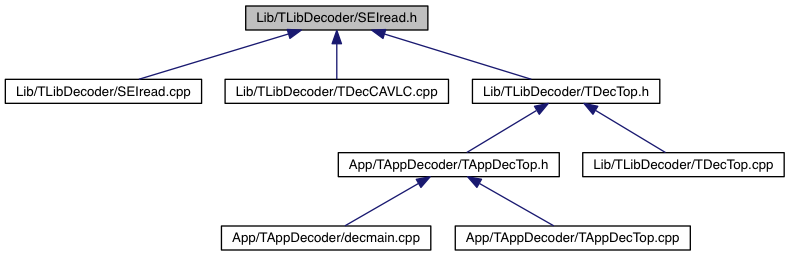 Lib/TLibDecoder/SEIread.h
Lib/TLibDecoder/SEIread.cpp
Lib/TLibDecoder/TDecCAVLC.cpp
Lib/TLibDecoder/TDecTop.h
App/TAppDecoder/TAppDecTop.h
Lib/TLibDecoder/TDecTop.cpp
App/TAppDecoder/decmain.cpp
App/TAppDecoder/TAppDecTop.cpp